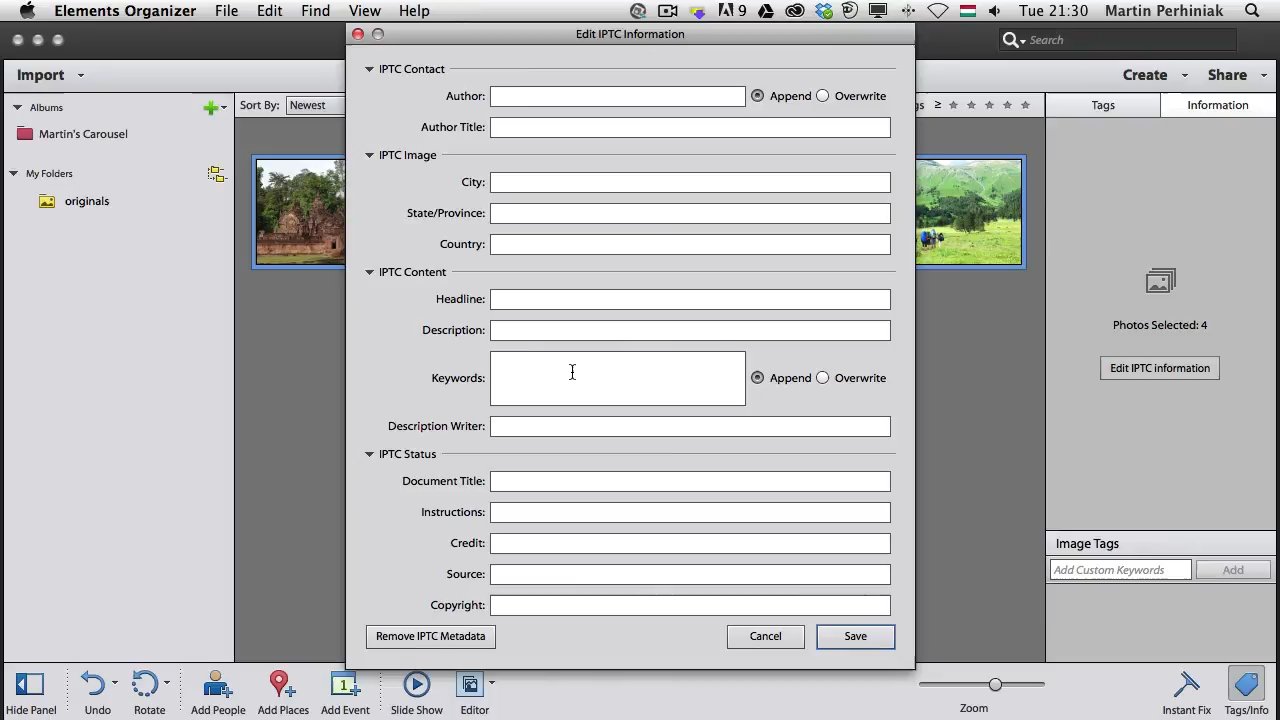 Elements Organizer File Edit Find View Help 9 Tue 21:30 Martin Perhiniak
Edit IPTC Information
Search
Import
Create Share
Albums
Martin's Carousel
My Folders
originals
Sort By: Newest
gs ≥
Tags Information
IPTC Contact
Author: Append Overwrite
Author Title:
IPTC Image
City:
State/Province:
Country:
IPTC Content
Headline:
Description:
Keywords: Append Overwrite
Description Writer:
IPTC Status
Document Title:
Instructions:
Credit:
Source:
Copyright:
Remove IPTC Metadata Cancel Save
Photos Selected: 4
Edit IPTC information
Image Tags
Add Custom Keywords Add
Hide Panel Undo Rotate Add People Add Places 1 Add Event Slide Show Editor Zoom Instant Fix Tags/Info